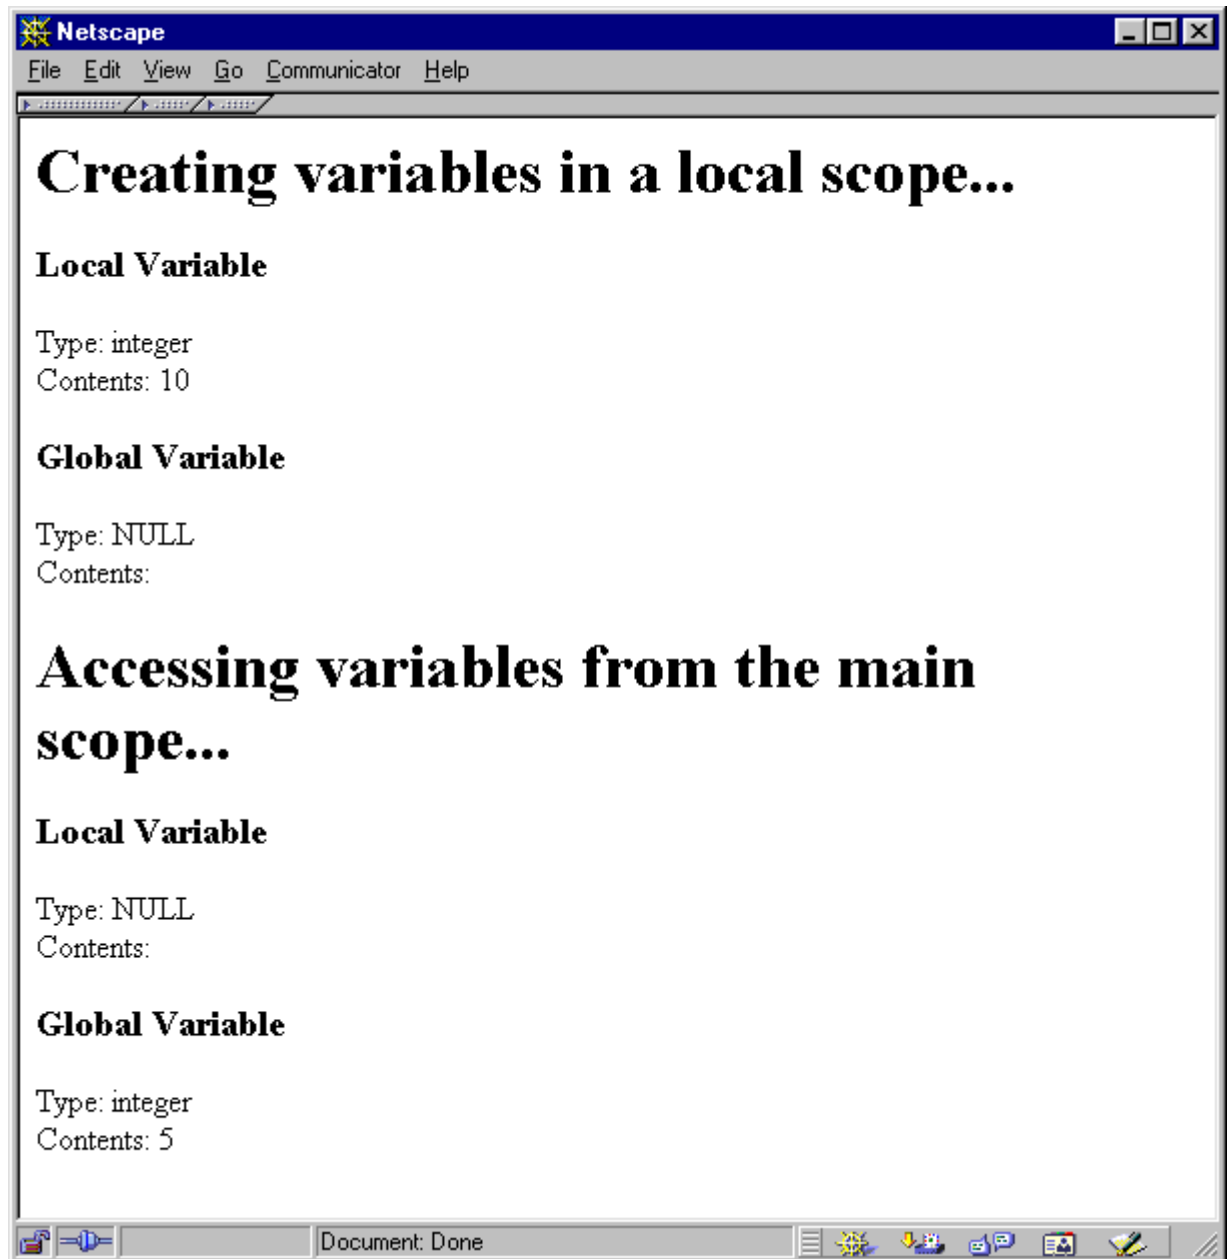 Netscape
File Edit View Go Communicator Help
Creating variables in a local scope...
Local Variable
Type: integer
Contents: 10
Global Variable
Type: NULL
Contents:
Accessing variables from the main
scope...
Local Variable
Type: NULL
Contents:
Global Variable
Type: integer
Contents: 5
Document: Done